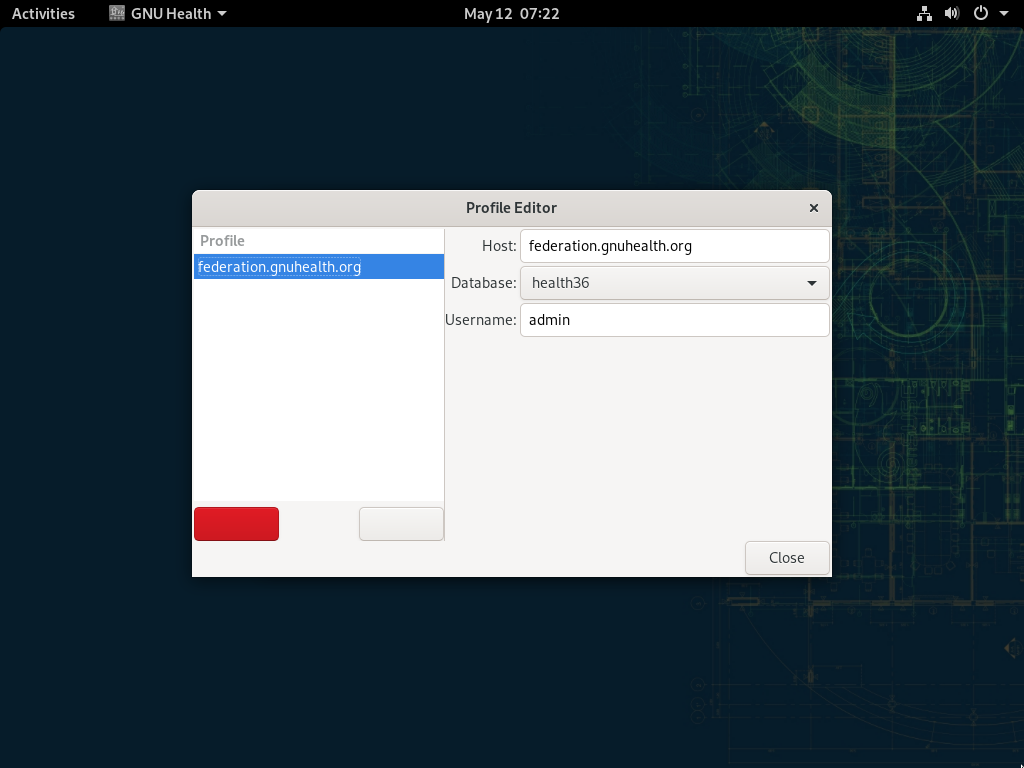 Activities GNU Health May 12 07:22
Profile Editor
Profile
federation.gnuhealth.org
Host: federation.gnuhealth.org
Database: health36
Username: admin
Close